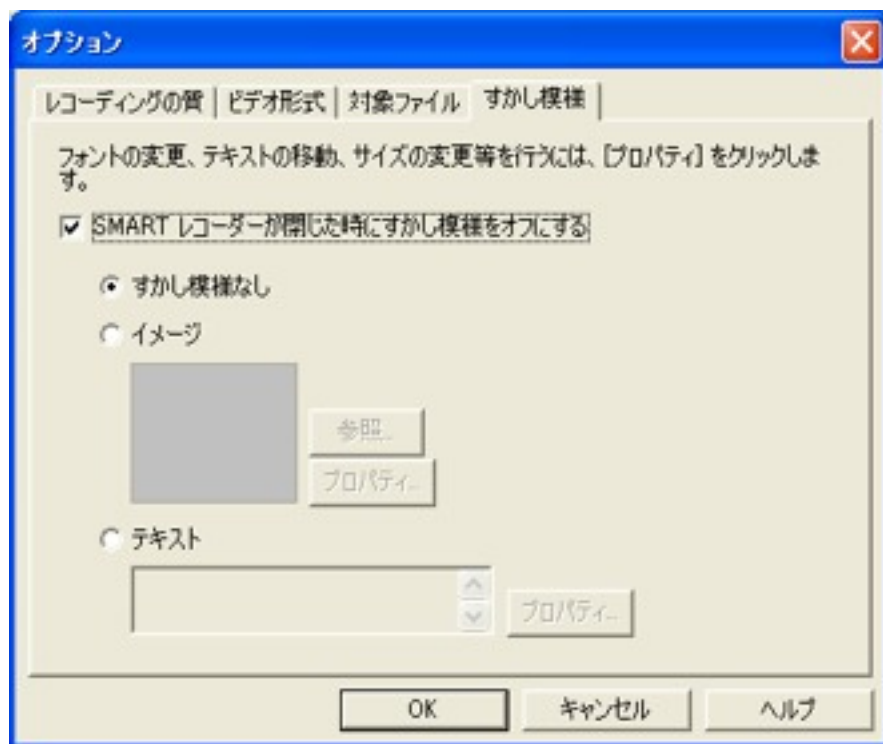 オプション
レコーディングの質 ビデオ形式 対象ファイル すかし模様
フォントの変更、テキストの移動、サイズの変更等を行うには、[プロパティ] をクリックしま
す。
SMART レコーダーが閉じた時にすかし模様をオフにする
すかし模様なし
イメージ
参照...
プロパティ...
テキスト
プロパティ...
OK キャンセル ヘルプ